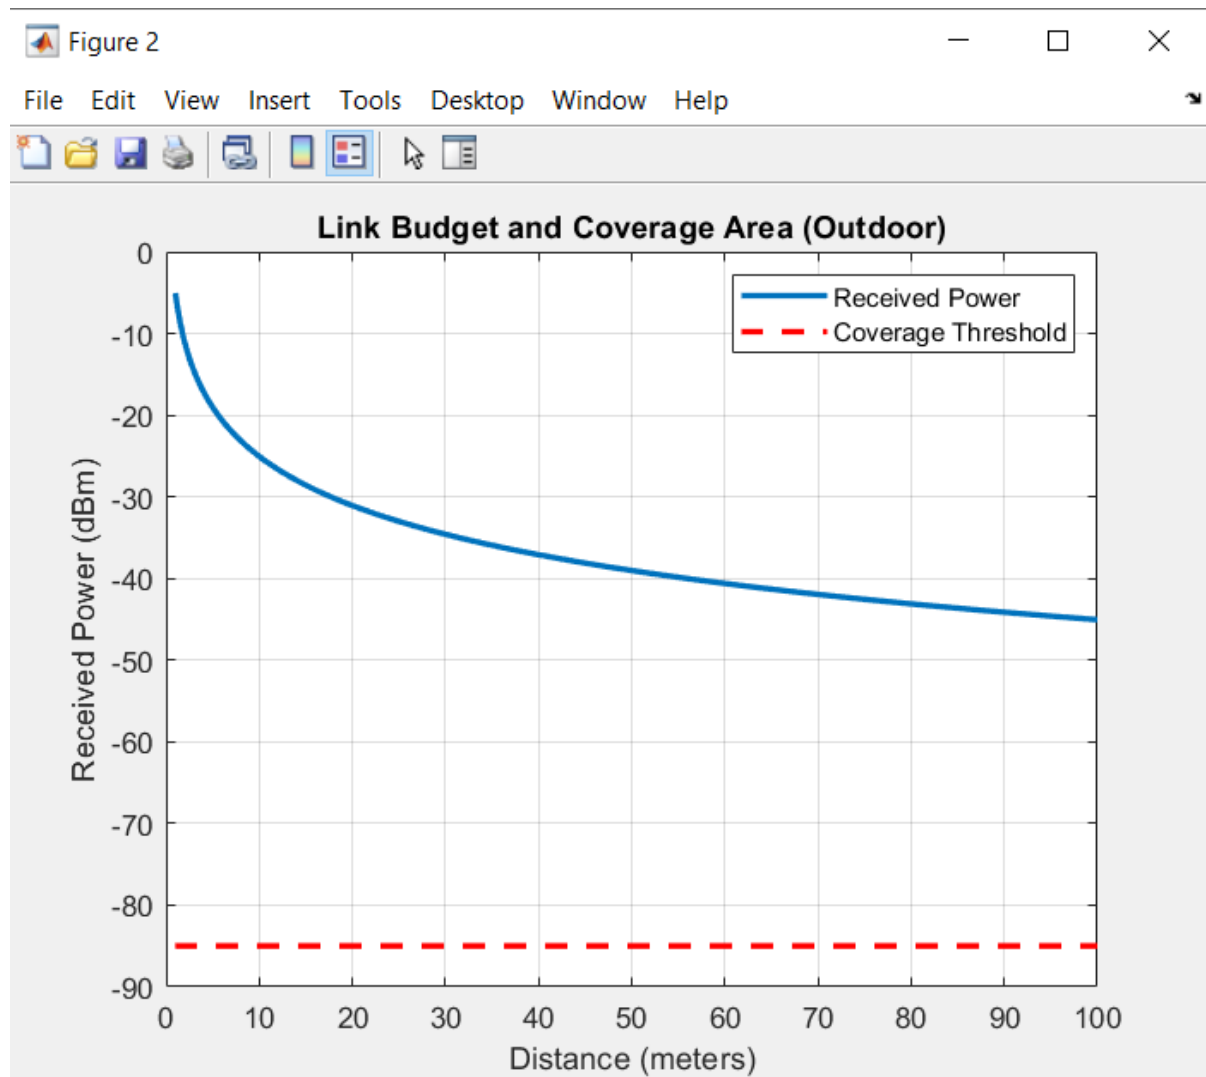 Figure 2
File Edit View Insert Tools Desktop Window Help
Link Budget and Coverage Area (Outdoor)
Received Power
Coverage Threshold
Received Power (dBm)
0
-10
-20
-30
-40
-50
-60
-70
-80
-90
0 10 20 30 40 50 60 70 80 90 100
Distance (meters)